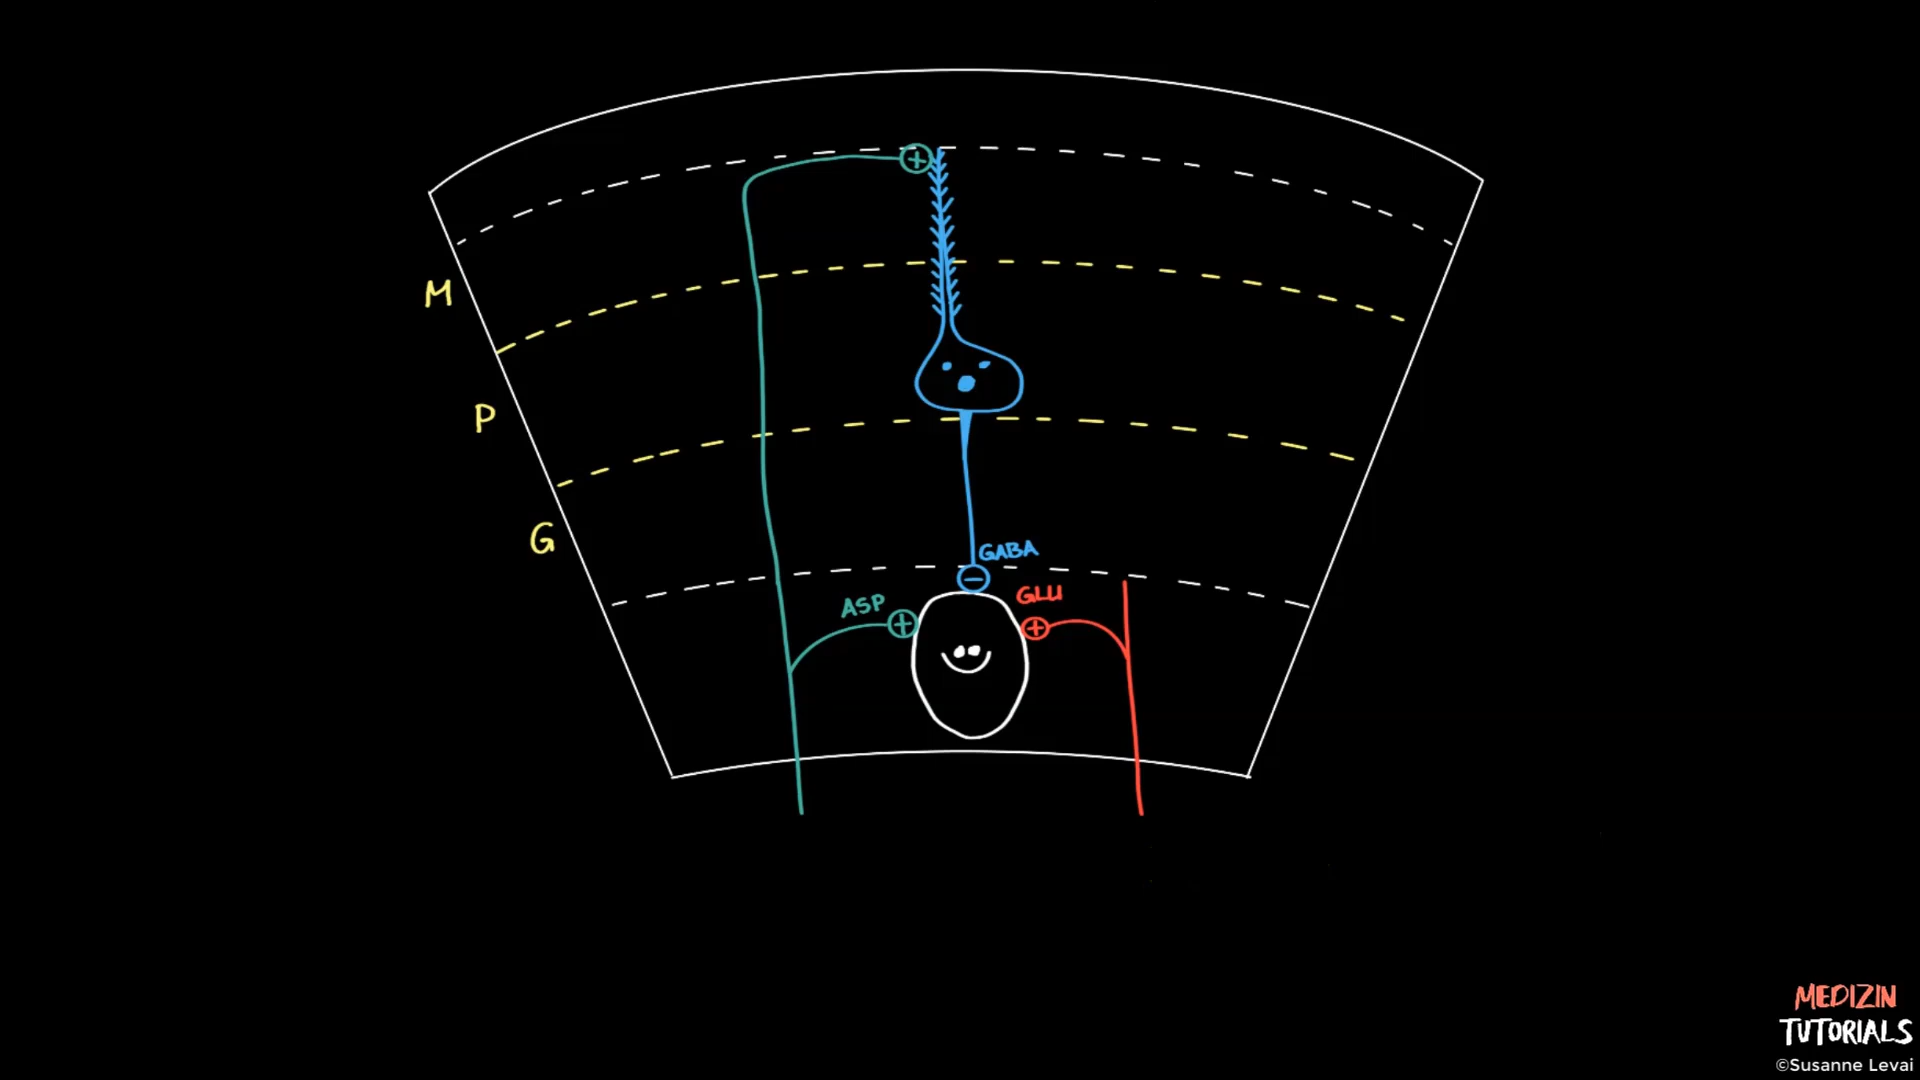 M
P
G
GABA
ASP
GLU
MEDIZIN
TUTORIALS
©Susanne Levai